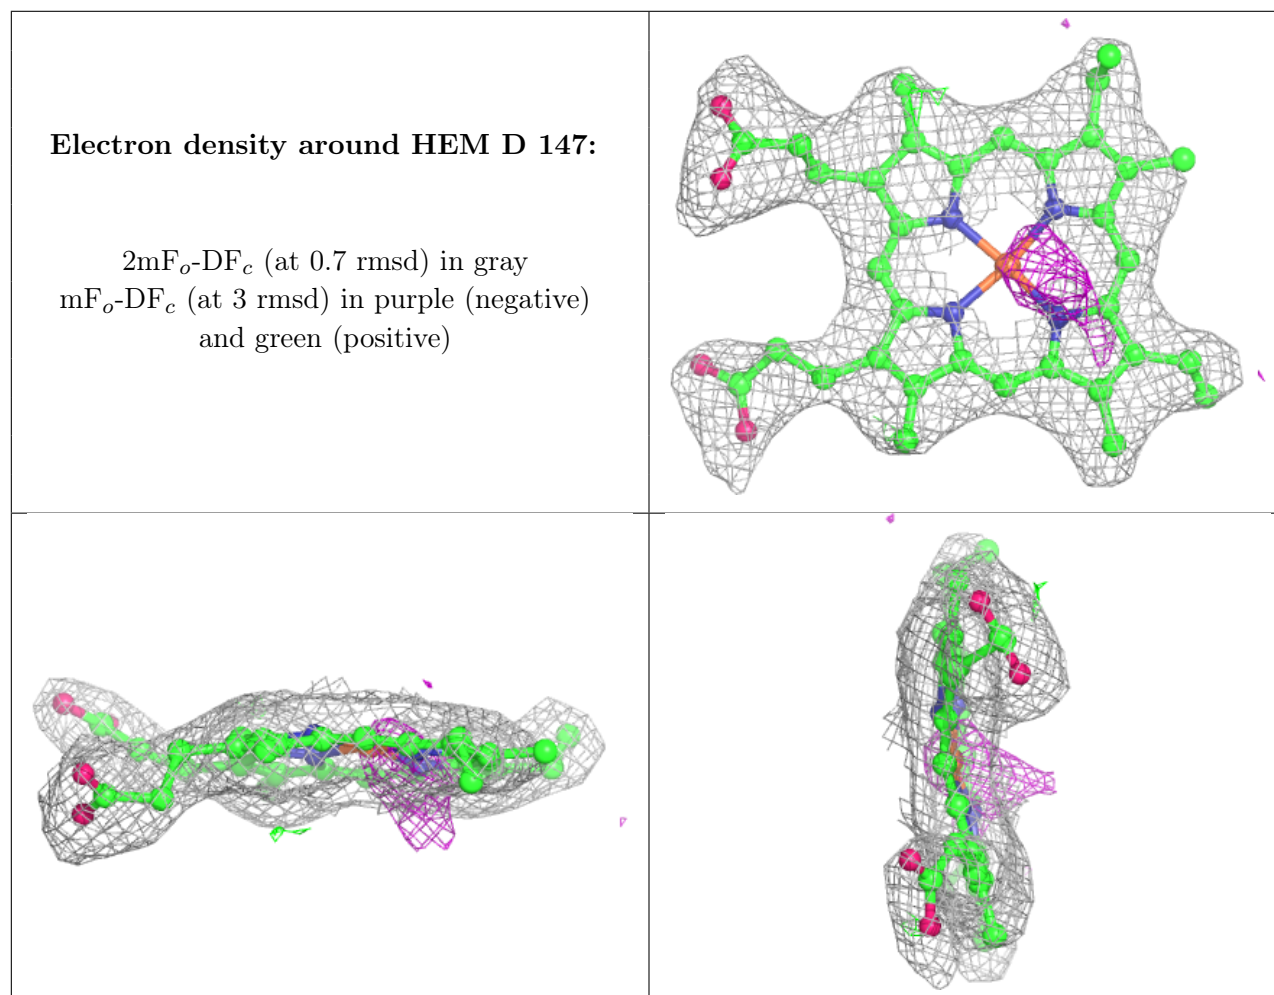 Electron density around HEM D 147:
2mFo-DFc (at 0.7 rmsd) in gray
mFo-DFc (at 3 rmsd) in purple (negative)
and green (positive)